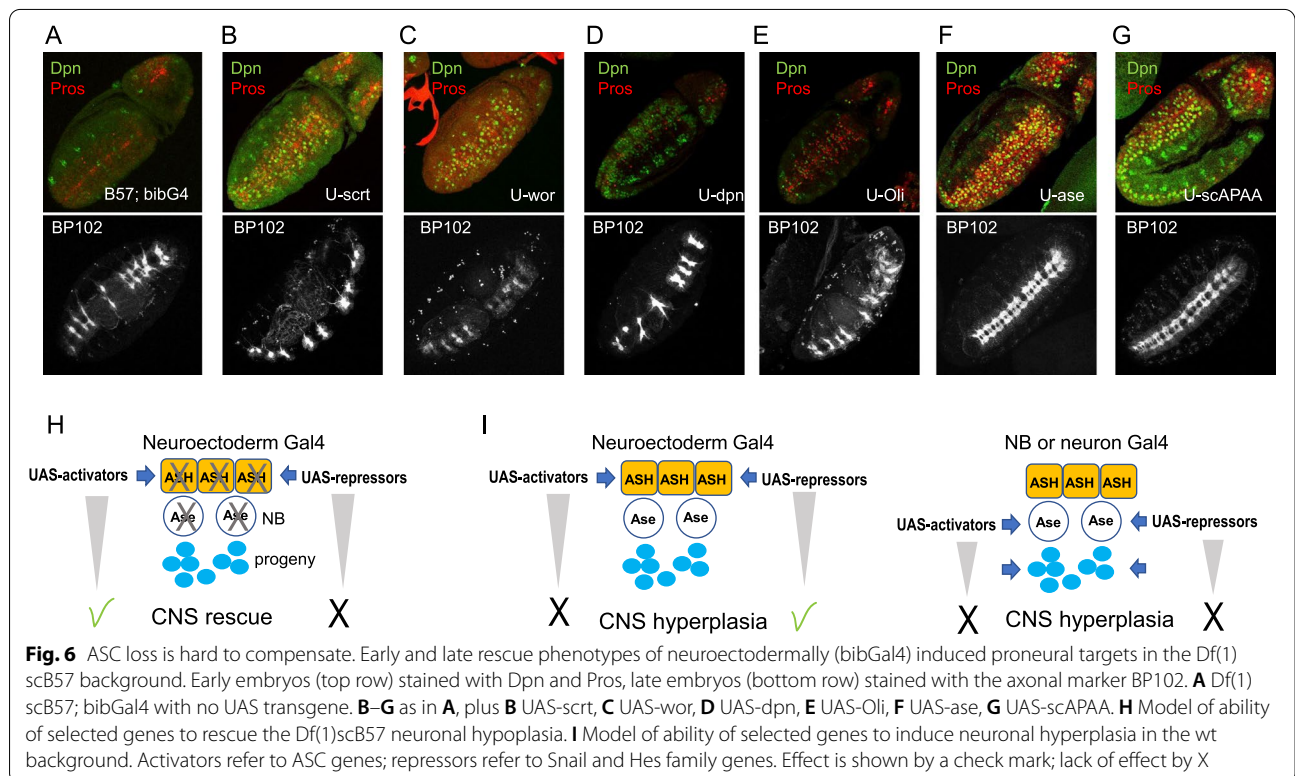 A B C D E F G
Dpn Dpn Dpn Dpn Dpn Dpn Dpn
Pros Pros Pros Pros Pros Pros Pros
B57; bibG4 U-scrt U-wor U-dpn U-Oli U-ase U-scAPAA
BP102 BP102 BP102 BP102 BP102 BP102 BP102
H
Neuroectoderm Gal4
UAS-activators ASH ASH ASH UAS-repressors
Ase Ase NB
progeny
X
CNS rescue
I
Neuroectoderm Gal4
UAS-activators ASH ASH ASH UAS-repressors
Ase Ase
X
CNS hyperplasia
NB or neuron Gal4
ASH ASH ASH
UAS-activators Ase Ase UAS-repressors
X CNS hyperplasia X
Fig. 6 ASC loss is hard to compensate. Early and late rescue phenotypes of neuroectodermally (bibGal4) induced proneural targets in the Df(1)
scB57 background. Early embryos (top row) stained with Dpn and Pros, late embryos (bottom row) stained with the axonal marker BP102. A Df(1)
scB57; bibGal4 with no UAS transgene. B–G as in A, plus B UAS-scrt, C UAS-wor, D UAS-dpn, E UAS-Oli, F UAS-ase, G UAS-scAPAA. H Model of ability
of selected genes to rescue the Df(1)scB57 neuronal hypoplasia. I Model of ability of selected genes to induce neuronal hyperplasia in the wt
background. Activators refer to ASC genes; repressors refer to Snail and Hes family genes. Effect is shown by a check mark; lack of effect by X